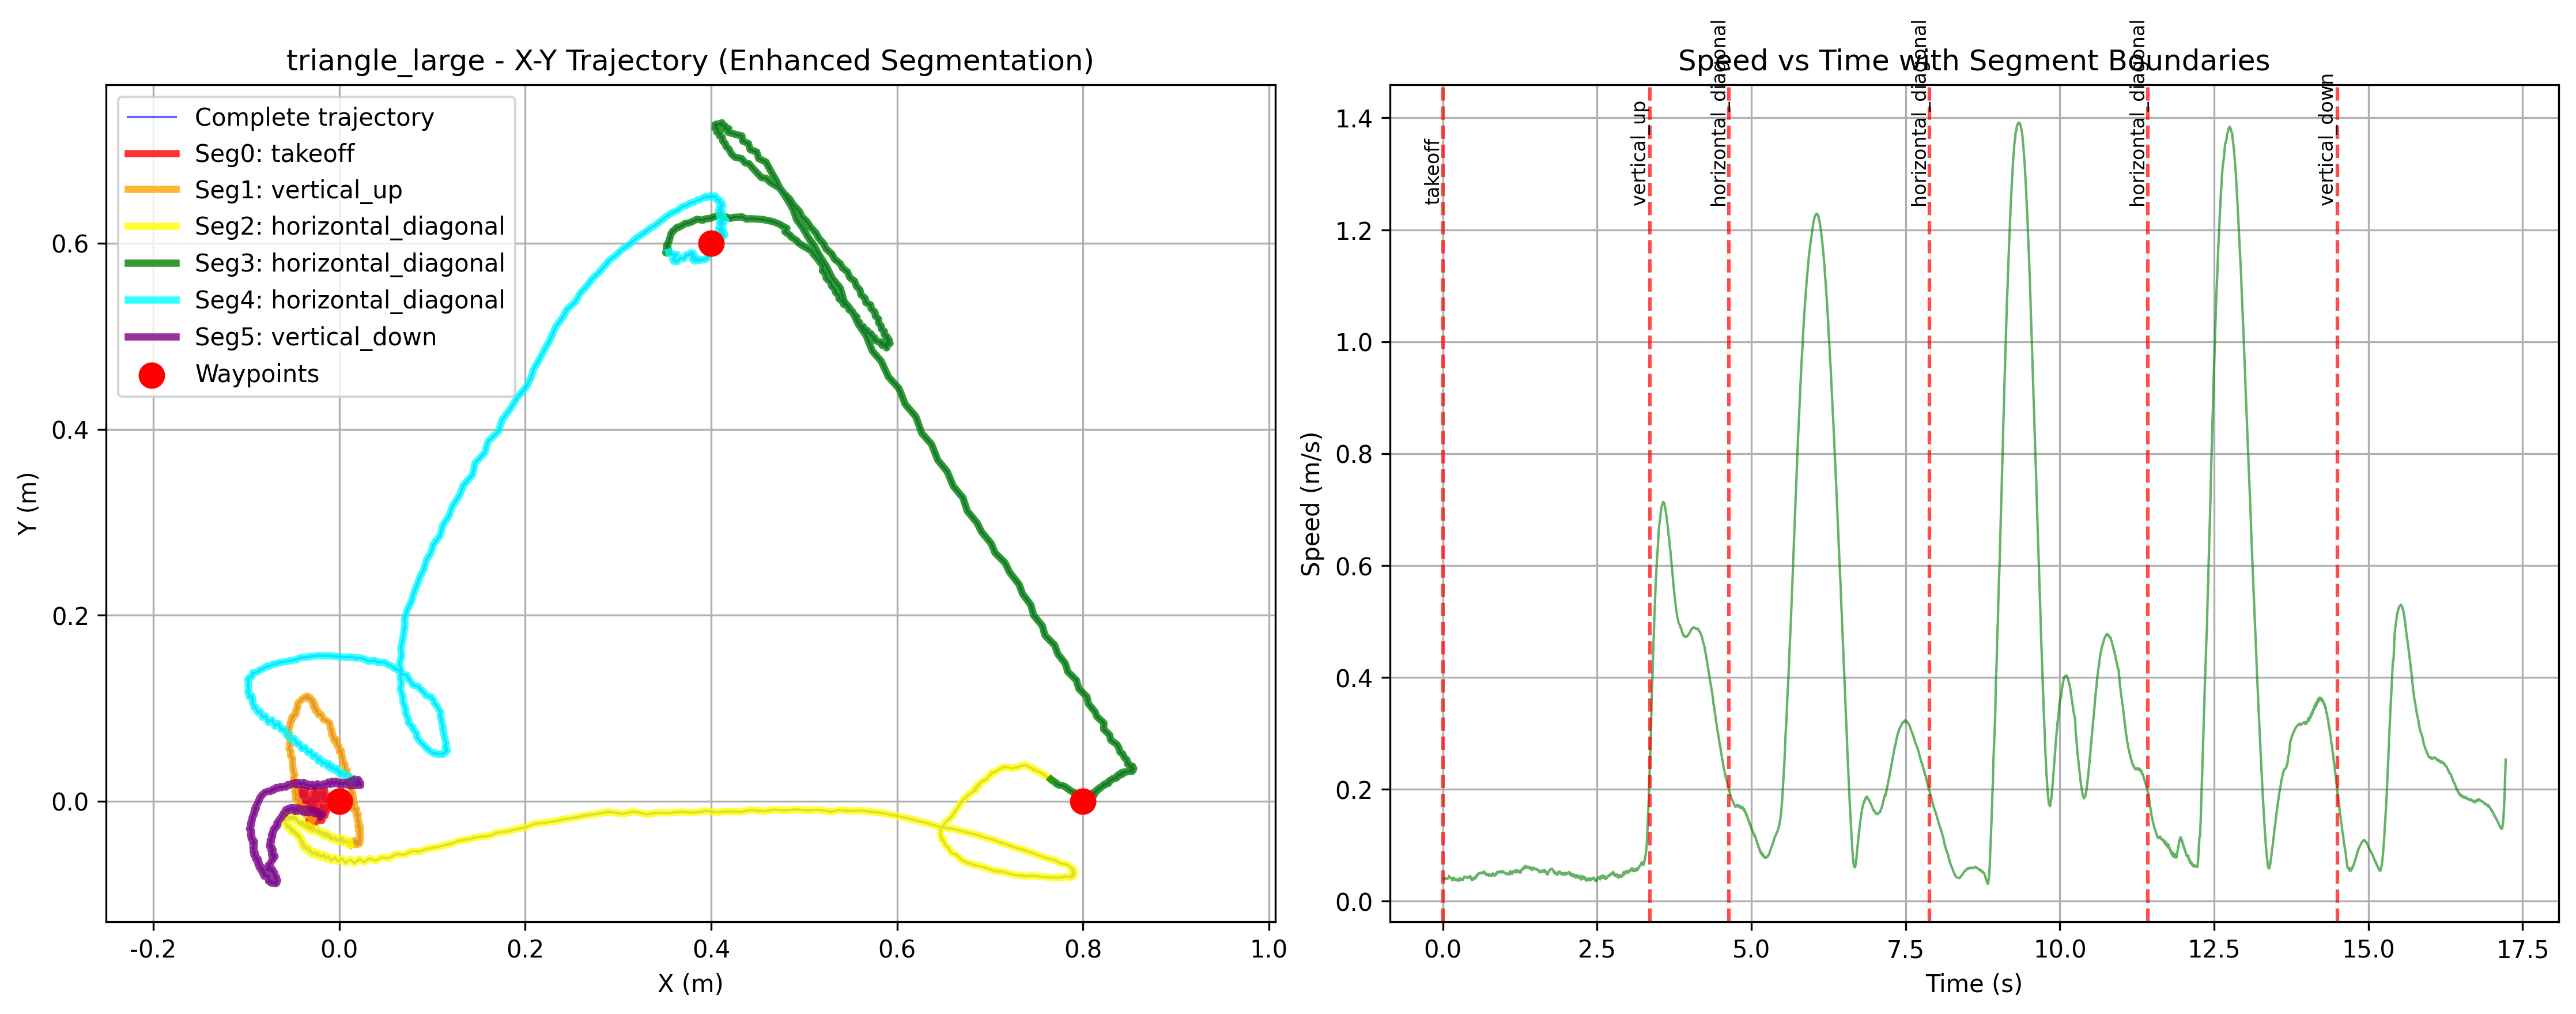 triangle_large - X-Y Trajectory (Enhanced Segmentation)
Complete trajectory
Seg0: takeoff
Seg1: vertical_up
Seg2: horizontal_diagonal
Seg3: horizontal_diagonal
Seg4: horizontal_diagonal
Seg5: vertical_down
Waypoints
0.6
0.4
0.2
0.0
Y (m)
-0.2
0.0
0.2
0.4
0.6
0.8
1.0
X (m)
Speed vs Time with Segment Boundaries
takeoff
vertical_up
horizontal_diagonal
horizontal_diagonal
horizontal_diagonal
vertical_down
1.4
1.2
1.0
0.8
0.6
0.4
0.2
0.0
Speed (m/s)
0.0
2.5
5.0
7.5
10.0
12.5
15.0
17.5
Time (s)